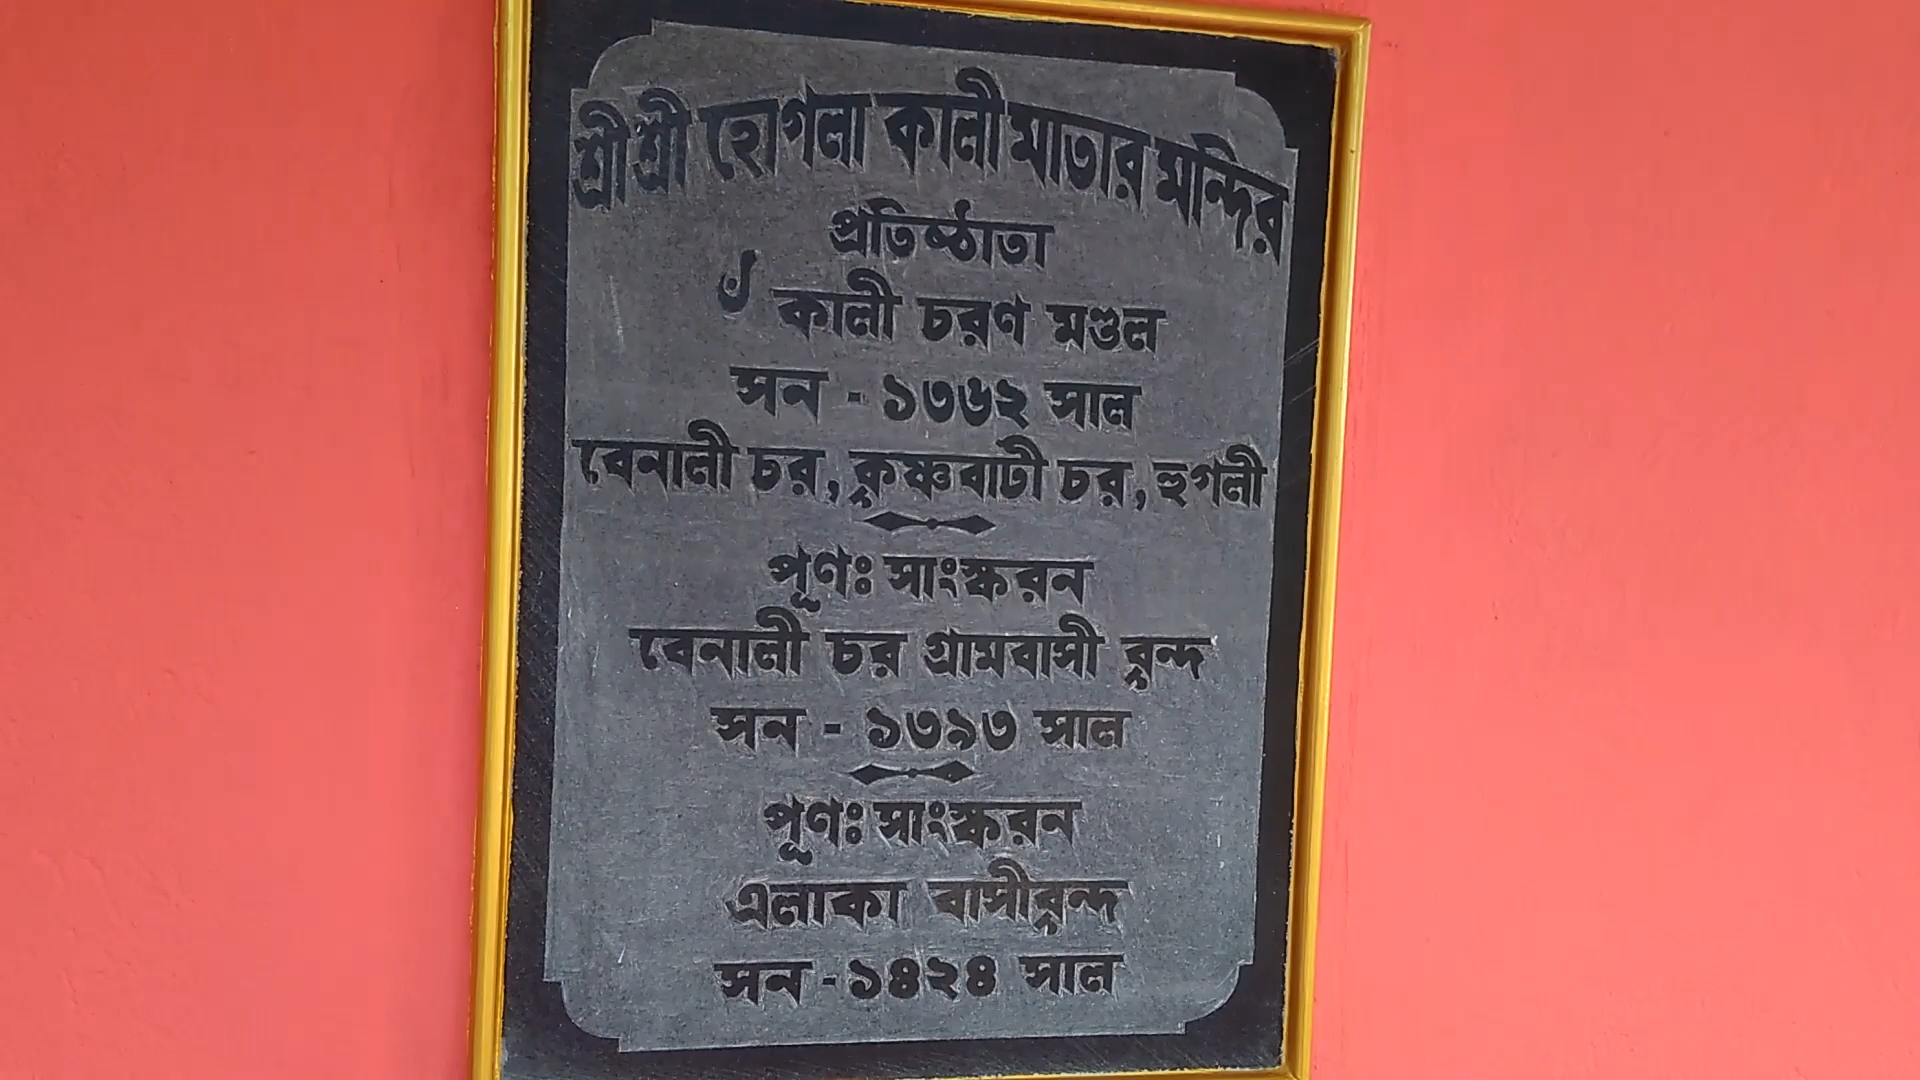 শ্রীশ্রী হোগলা কালী মাতার মন্দির
প্রতিষ্ঠাতা
ঁ কালী চরণ মণ্ডল
সন - ১৩৬২ সাল
বেনালী চর, কৃষ্ণবাটী চর, হুগলী
পূণঃ সাংস্করন
বেনালী চর গ্রামবাসী বৃন্দ
সন - ১৩৯৩ সাল
পূণঃ সাংস্করন
এলাকা বাসীবৃন্দ
সন - ১৪২৪ সাল